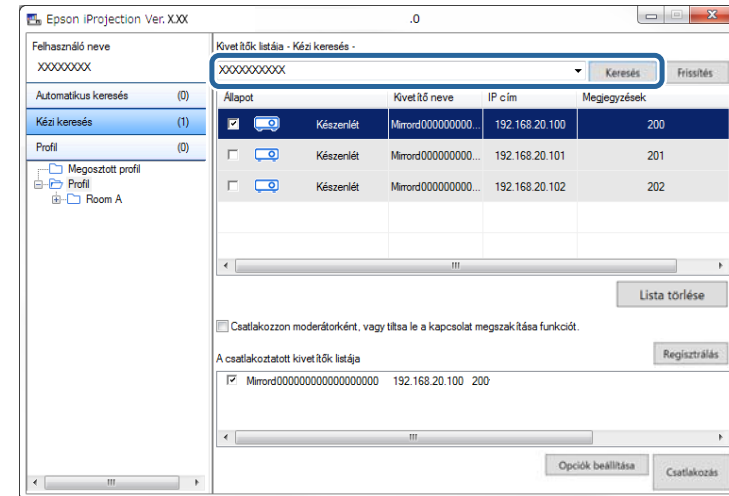 Epson iProjection Ver. X.XX .0
Felhasználó neve
XXXXXXXX
Automatikus keresés (0)
Kézi keresés (1)
Profil (0)
Megosztott profil
Profil
Room A
Kivetítők listáia - Kézi keresés -
XXXXXXXXXX Keresés Frissítés
Állapot Kivetítő neve IP cím Megjegyzések
Készenlét Mirrord000000000... 192.168.20.100 200
Készenlét Mirrord000000000... 192.168.20.101 201
Készenlét Mirrord000000000... 192.168.20.102 202
Lista törlése
Csatlakozzon moderátorként, vagy tiltsa le a kapcsolat megszakítása funkciót.
A csatlakoztatott kivetítők listája Regisztrálás
Mirrord000000000000000000 192.168.20.100 200
Opciók beállítása Csatlakozás